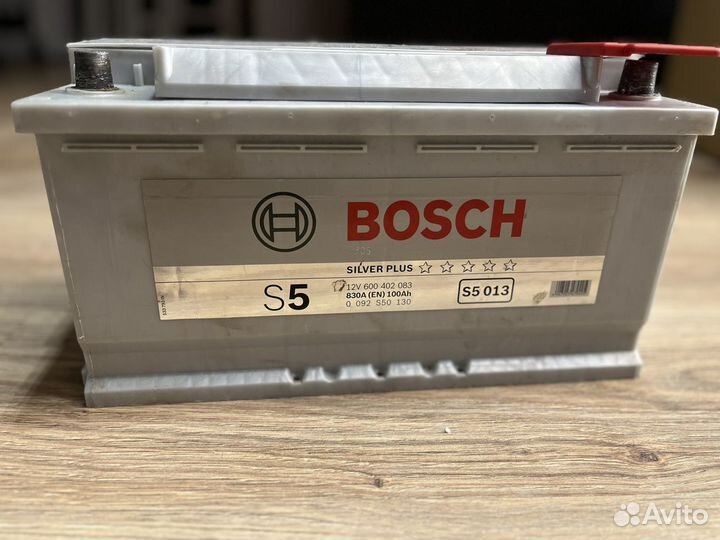 BOSCH
SILVER PLUS
S5
12V 600 402 083
830A (EN) 100Ah
0 092 S50 130
S5 013
Avito